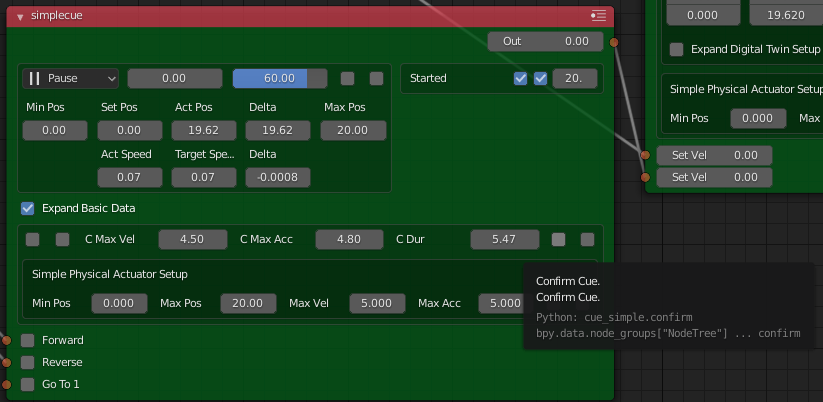 simplecue
Out 0.00
Pause 0.00 60.00
Started 20.
Min Pos Set Pos Act Pos Delta Max Pos
0.00 0.00 19.62 19.62 20.00
Act Speed Target Spe... Delta
0.07 0.07 -0.0008
Expand Basic Data
C Max Vel 4.50 C Max Acc 4.80 C Dur 5.47
Simple Physical Actuator Setup
Min Pos 0.000 Max Pos 20.00 Max Vel 5.000 Max Acc 5.000
Forward
Reverse
Go To 1
0.000 19.620
Expand Digital Twin Setup
Simple Physical Actuator Setup
Min Pos 0.000 Max
Set Vel 0.00
Set Vel 0.00
Confirm Cue.
Confirm Cue.
Python: cue_simple.confirm
bpy.data.node_groups["NodeTree"] ... confirm